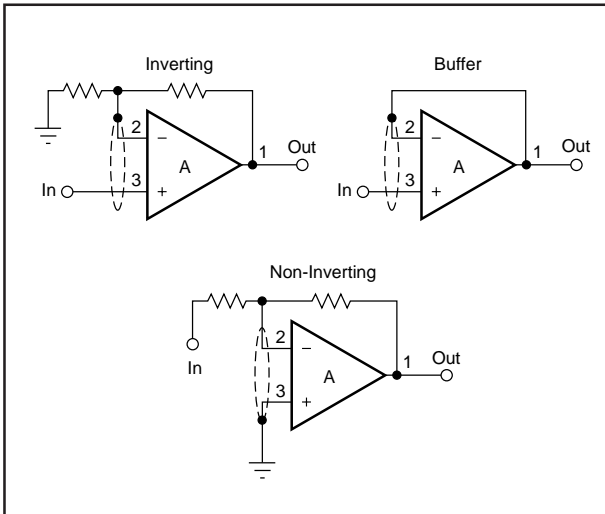 Inverting
2
−
A
1
Out
In
3
+
Buffer
2
−
A
1
Out
In
3
+
Non-Inverting
2
−
A
1
Out
In
3
+